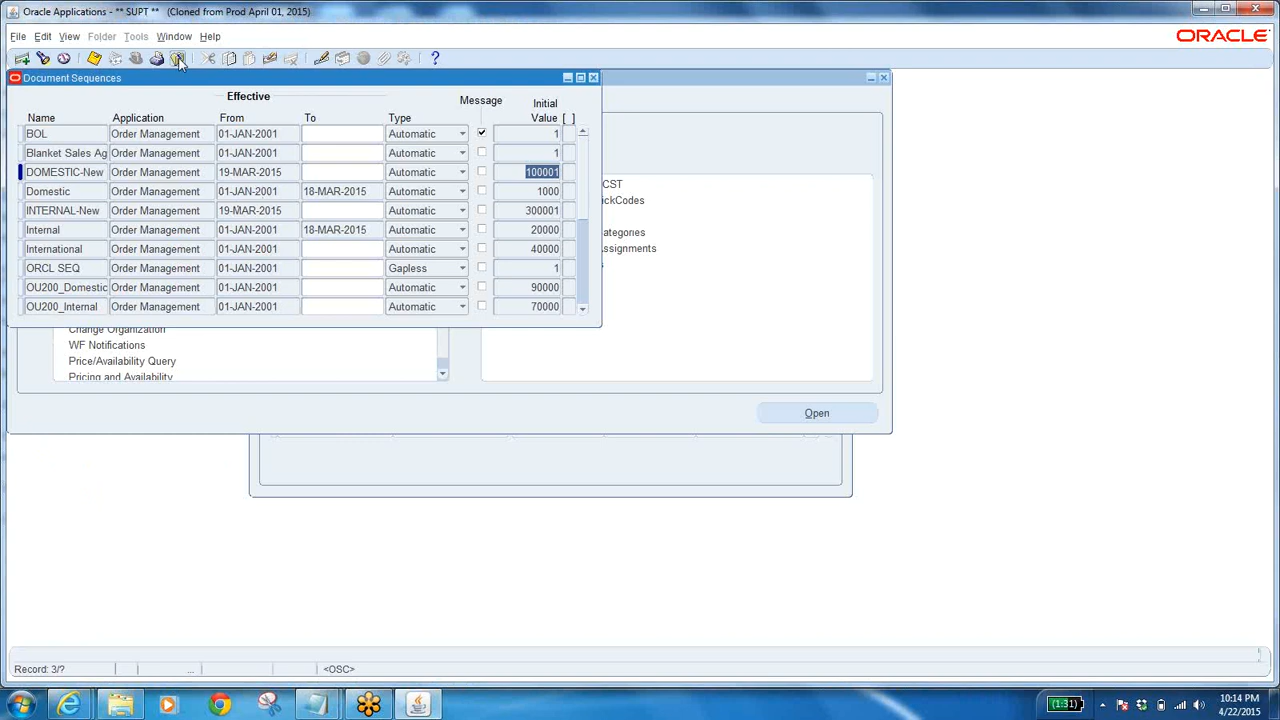 Oracle Applications - ** SUPT ** (Cloned from Prod April 01, 2015)
File Edit View Folder Tools Window Help
ORACLE
Document Sequences
Effective
Message
Initial
Name Application From To Type Value [ ]
BOL Order Management 01-JAN-2001 Automatic 1
Blanket Sales Ag Order Management 01-JAN-2001 Automatic 1
DOMESTIC-New Order Management 19-MAR-2015 Automatic 100001
Domestic Order Management 01-JAN-2001 18-MAR-2015 Automatic 1000
INTERNAL-New Order Management 19-MAR-2015 Automatic 300001
Internal Order Management 01-JAN-2001 18-MAR-2015 Automatic 20000
International Order Management 01-JAN-2001 Automatic 40000
ORCL SEQ Order Management 01-JAN-2001 Gapless 1
OU200_Domestic Order Management 01-JAN-2001 Automatic 90000
OU200_Internal Order Management 01-JAN-2001 Automatic 70000
CST
ickCodes
ategories
ssignments
s
Change Organization
WF Notifications
Price/Availability Query
Pricing and Availability
Open
Record: 3/? ... <OSC>
(1:31)
10:14 PM
4/22/2015